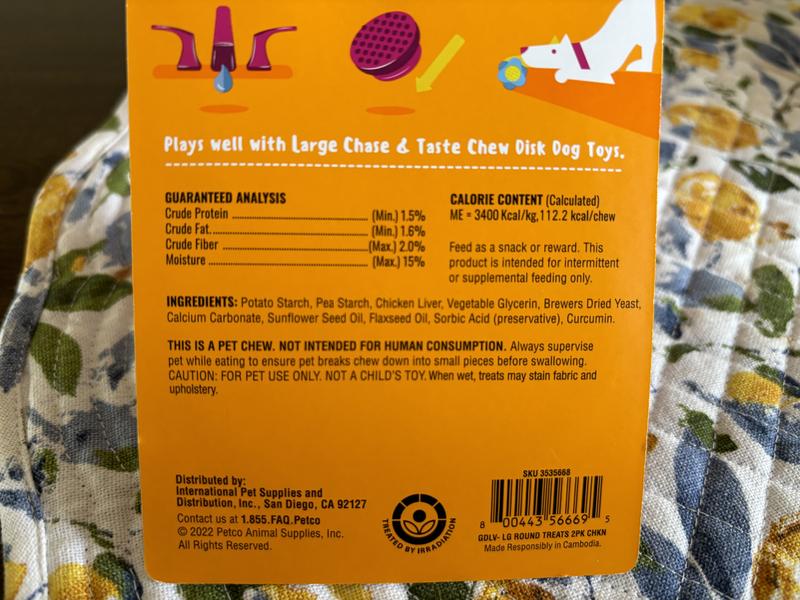 Plays well with Large Chase & Taste Chew Disk Dog Toys.
GUARANTEED ANALYSIS
Crude Protein ........ (Min.) 1.5%
Crude Fat ........ (Min.) 1.6%
Crude Fiber ........ (Max.) 2.0%
Moisture ........ (Max.) 15%
CALORIE CONTENT (Calculated)
ME = 3400 Kcal/kg, 112.2 kcal/chew
Feed as a snack or reward. This
product is intended for intermittent
or supplemental feeding only.
INGREDIENTS: Potato Starch, Pea Starch, Chicken Liver, Vegetable Glycerin, Brewers Dried Yeast,
Calcium Carbonate, Sunflower Seed Oil, Flaxseed Oil, Sorbic Acid (preservative), Curcumin.
THIS IS A PET CHEW. NOT INTENDED FOR HUMAN CONSUMPTION. Always supervise
pet while eating to ensure pet breaks chew down into small pieces before swallowing.
CAUTION: FOR PET USE ONLY. NOT A CHILD'S TOY. When wet, treats may stain fabric and
upholstery.
Distributed by:
International Pet Supplies and
Distribution, Inc., San Diego, CA 92127
Contact us at 1.855.FAQ.Petco
© 2022 Petco Animal Supplies, Inc.
All Rights Reserved.
TREATED BY IRRADIATION
SKU 3535668
8 00443 56669 5
GDLV- LG ROUND TREATS 2PK CHKN
Made Responsibly in Cambodia.